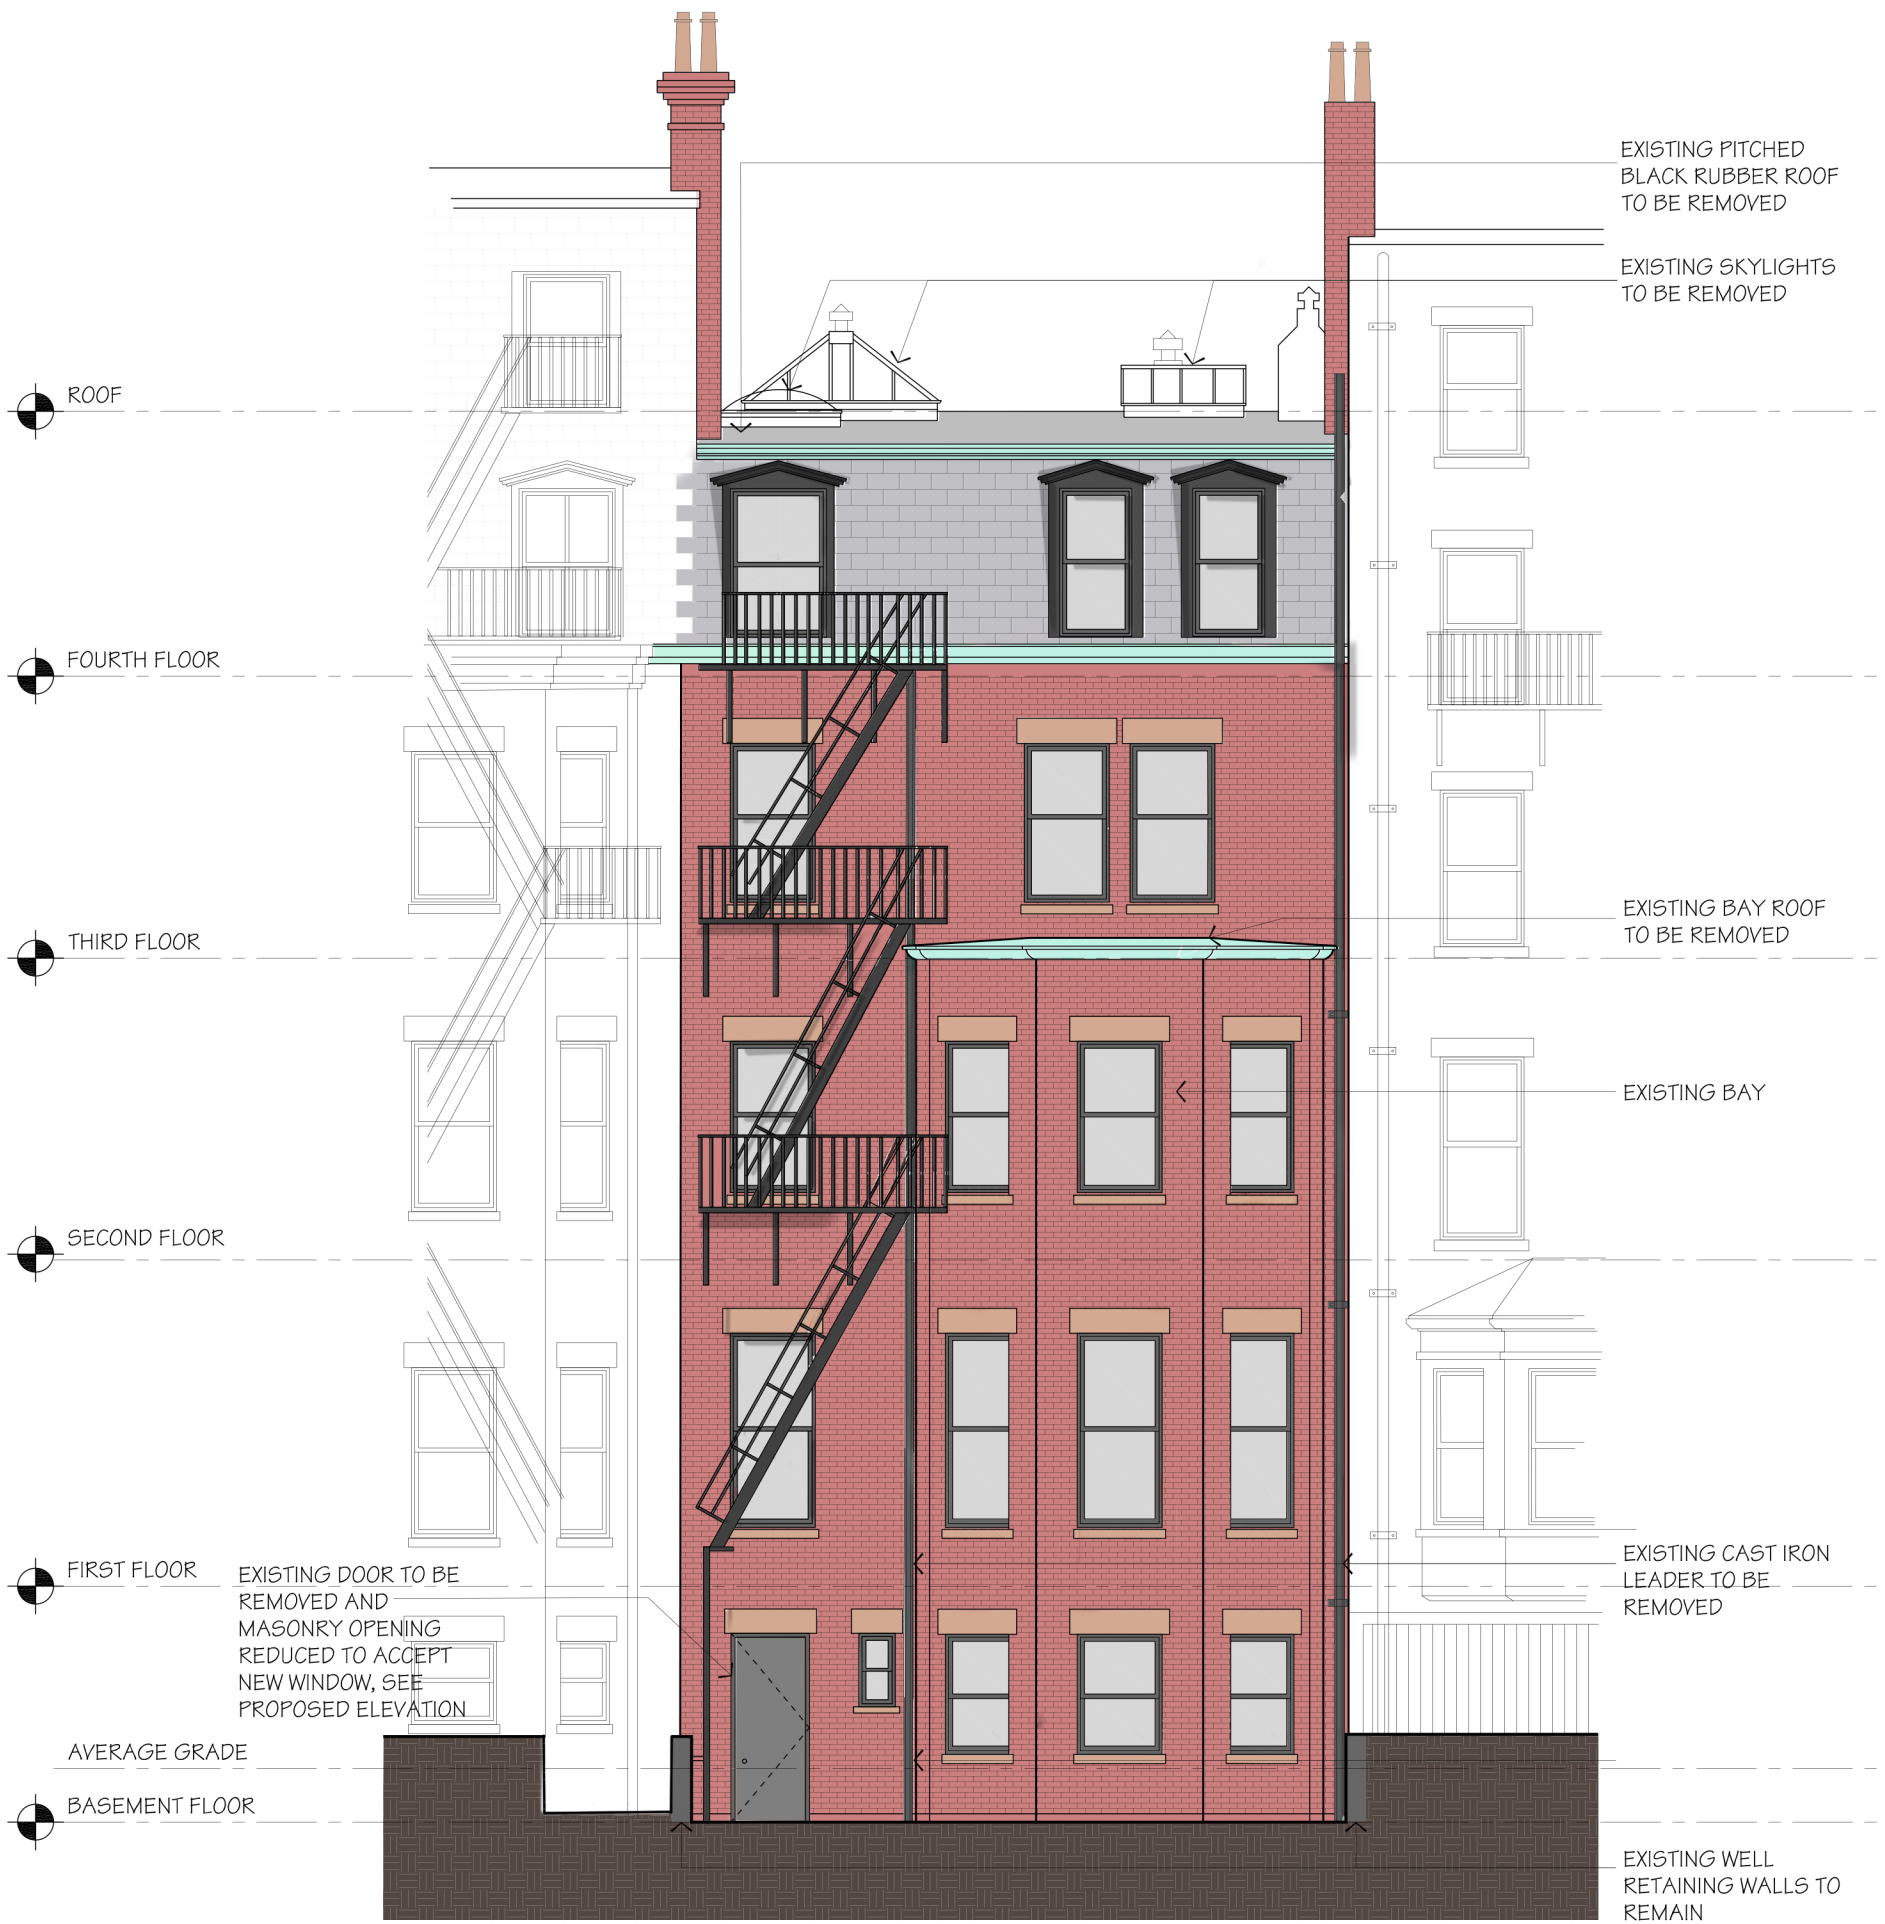 EXISTING PITCHED
BLACK RUBBER ROOF
TO BE REMOVED
EXISTING SKYLIGHTS
TO BE REMOVED
ROOF
FOURTH FLOOR
EXISTING BAY ROOF
TO BE REMOVED
THIRD FLOOR
EXISTING BAY
SECOND FLOOR
EXISTING CAST IRON
LEADER TO BE
REMOVED
FIRST FLOOR
EXISTING DOOR TO BE
REMOVED AND
MASONRY OPENING
REDUCED TO ACCEPT
NEW WINDOW, SEE
PROPOSED ELEVATION
AVERAGE GRADE
BASEMENT FLOOR
EXISTING WELL
RETAINING WALLS TO
REMAIN